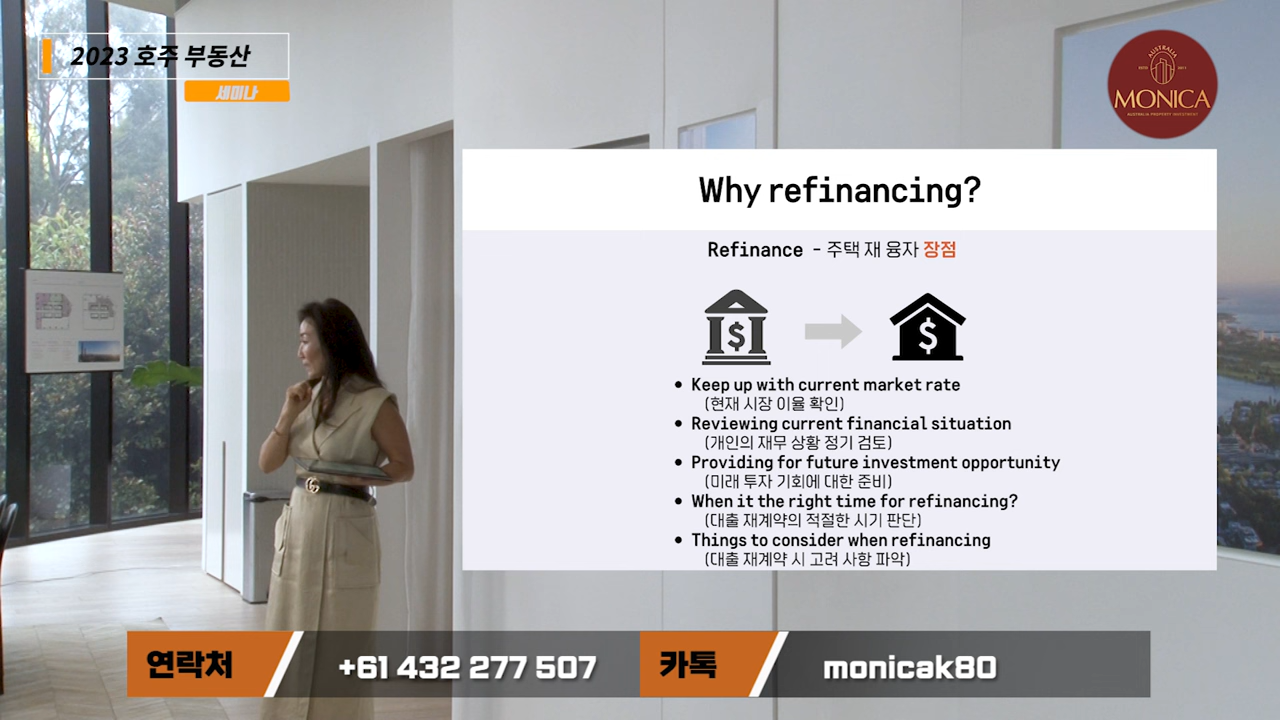 2023 호주 부동산
세미나
AUSTRALIA
MONICA
AUSTRALIA PROPERTY INVESTMENT
Why refinancing?
Refinance - 주택 재 융자 장점
$
$
• Keep up with current market rate
(현재 시장 이율 확인)
• Reviewing current financial situation
(개인의 재무 상황 정기 검토)
• Providing for future investment opportunity
(미래 투자 기회에 대한 준비)
• When it the right time for refinancing?
(대출 재계약의 적절한 시기 판단)
• Things to consider when refinancing
(대출 재계약 시 고려 사항 파악)
연락처 +61 432 277 507 카톡 monicak80